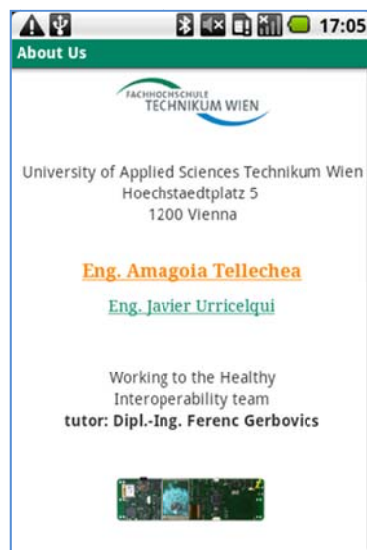 17:05
About Us
FACHHOCHSCHULE
TECHNIKUM WIEN
University of Applied Sciences Technikum Wien
Hoechstaedtplatz 5
1200 Vienna
Eng. Amagoia Tellechea
Eng. Javier Urricelqui
Working to the Healthy
Interoperability team
tutor: Dipl.-Ing. Ferenc Gerbovics